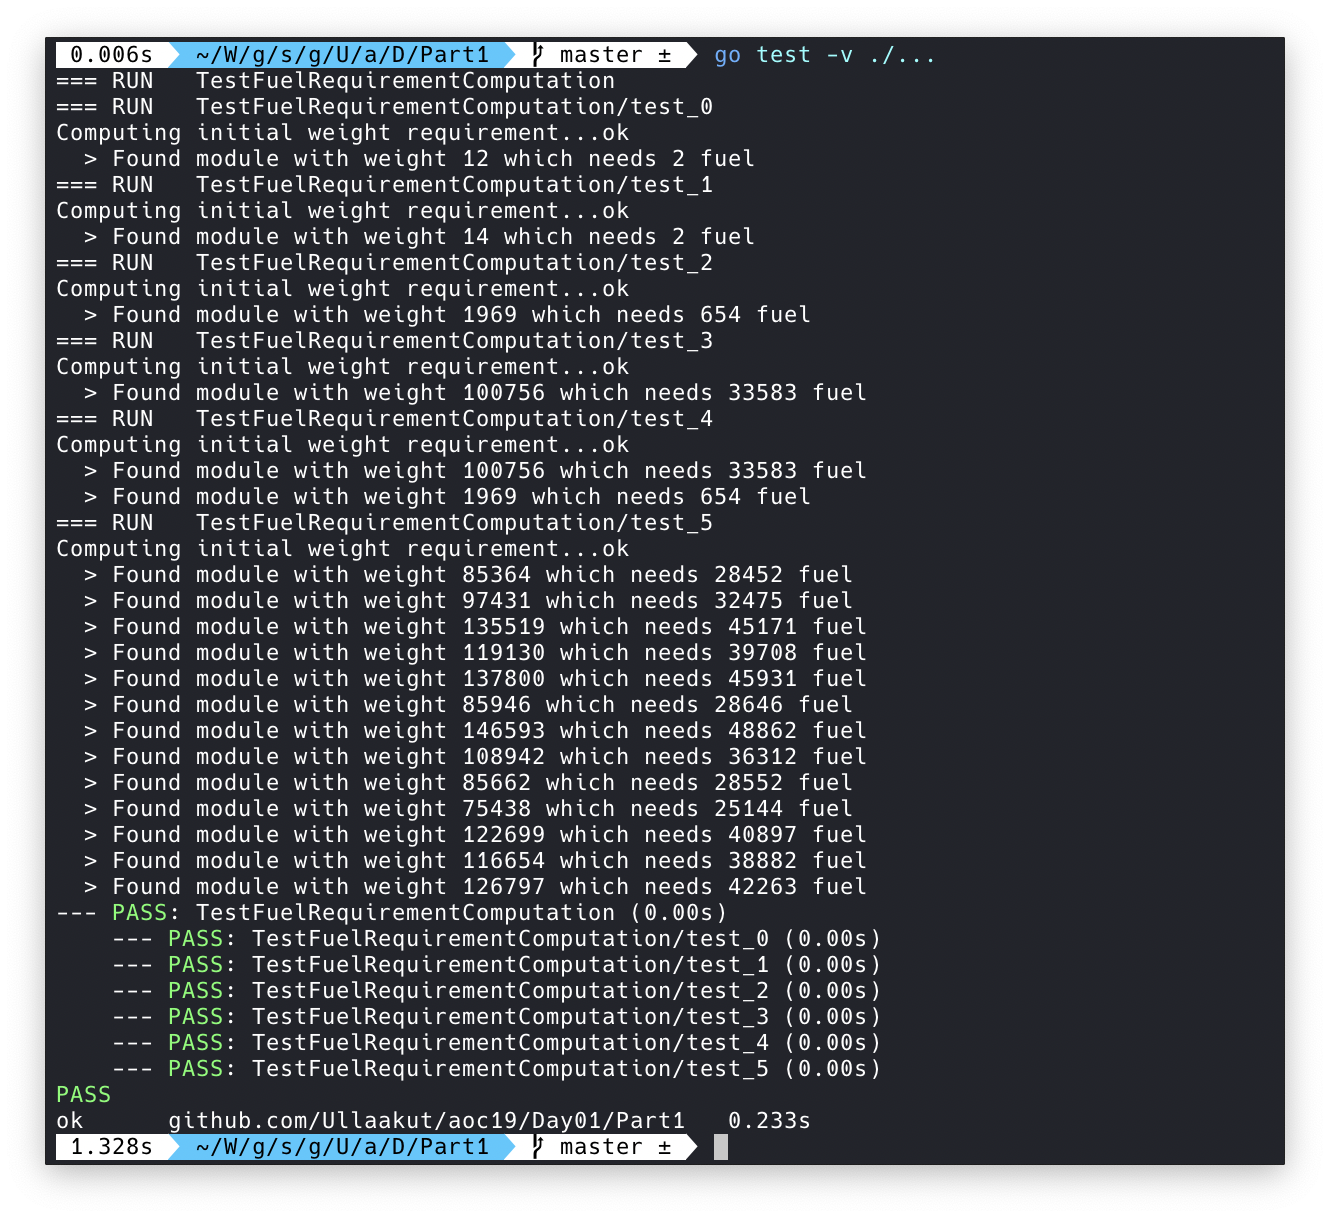 0.006s ~/W/g/s/g/U/a/D/Part1 master ± go test -v ./...
=== RUN   TestFuelRequirementComputation
=== RUN   TestFuelRequirementComputation/test_0
Computing initial weight requirement...ok
  > Found module with weight 12 which needs 2 fuel
=== RUN   TestFuelRequirementComputation/test_1
Computing initial weight requirement...ok
  > Found module with weight 14 which needs 2 fuel
=== RUN   TestFuelRequirementComputation/test_2
Computing initial weight requirement...ok
  > Found module with weight 1969 which needs 654 fuel
=== RUN   TestFuelRequirementComputation/test_3
Computing initial weight requirement...ok
  > Found module with weight 100756 which needs 33583 fuel
=== RUN   TestFuelRequirementComputation/test_4
Computing initial weight requirement...ok
  > Found module with weight 100756 which needs 33583 fuel
  > Found module with weight 1969 which needs 654 fuel
=== RUN   TestFuelRequirementComputation/test_5
Computing initial weight requirement...ok
  > Found module with weight 85364 which needs 28452 fuel
  > Found module with weight 97431 which needs 32475 fuel
  > Found module with weight 135519 which needs 45171 fuel
  > Found module with weight 119130 which needs 39708 fuel
  > Found module with weight 137800 which needs 45931 fuel
  > Found module with weight 85946 which needs 28646 fuel
  > Found module with weight 146593 which needs 48862 fuel
  > Found module with weight 108942 which needs 36312 fuel
  > Found module with weight 85662 which needs 28552 fuel
  > Found module with weight 75438 which needs 25144 fuel
  > Found module with weight 122699 which needs 40897 fuel
  > Found module with weight 116654 which needs 38882 fuel
  > Found module with weight 126797 which needs 42263 fuel
--- PASS: TestFuelRequirementComputation (0.00s)
    --- PASS: TestFuelRequirementComputation/test_0 (0.00s)
    --- PASS: TestFuelRequirementComputation/test_1 (0.00s)
    --- PASS: TestFuelRequirementComputation/test_2 (0.00s)
    --- PASS: TestFuelRequirementComputation/test_3 (0.00s)
    --- PASS: TestFuelRequirementComputation/test_4 (0.00s)
    --- PASS: TestFuelRequirementComputation/test_5 (0.00s)
PASS
ok      github.com/Ullaakut/aoc19/Day01/Part1   0.233s
1.328s ~/W/g/s/g/U/a/D/Part1 master ±